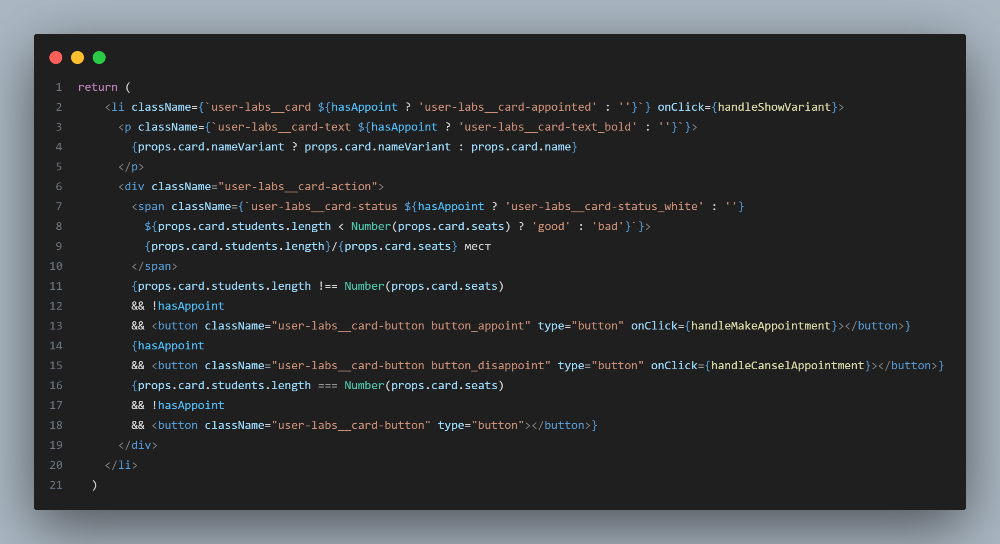 1 return (
2 <li className={`user-labs__card ${hasAppoint ? 'user-labs__card-appointed' : ''}`} onClick={handleShowVariant}>
3 <p className={`user-labs__card-text ${hasAppoint ? 'user-labs__card-text_bold' : ''}`}>
4 {props.card.nameVariant ? props.card.nameVariant : props.card.name}
5 </p>
6 <div className="user-labs__card-action">
7 <span className={`user-labs__card-status ${hasAppoint ? 'user-labs__card-status_white' : ''}
8 ${props.card.students.length < Number(props.card.seats) ? 'good' : 'bad'}`}>
9 {props.card.students.length}/{props.card.seats} мест
10 </span>
11 {props.card.students.length !== Number(props.card.seats)
12 && !hasAppoint
13 && <button className="user-labs__card-button button_appoint" type="button" onClick={handleMakeAppointment}></button>}
14 {hasAppoint
15 && <button className="user-labs__card-button button_disappoint" type="button" onClick={handleCanselAppointment}></button>}
16 {props.card.students.length === Number(props.card.seats)
17 && !hasAppoint
18 && <button className="user-labs__card-button" type="button"></button>}
19 </div>
20 </li>
21 )